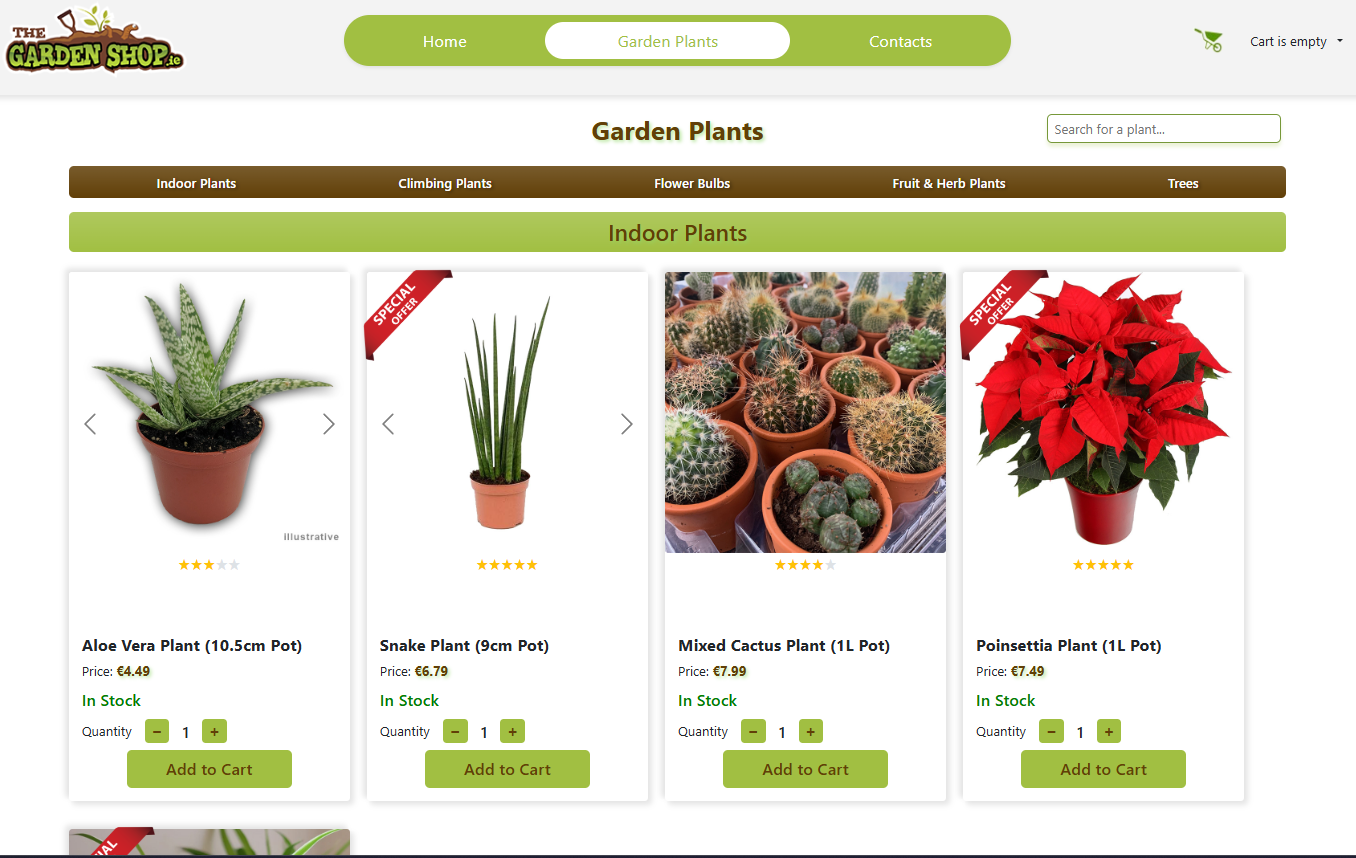 THE
GARDEN SHOP.ie
Home
Garden Plants
Contacts
Cart is empty
Garden Plants
Search for a plant...
Indoor Plants
Climbing Plants
Flower Bulbs
Fruit & Herb Plants
Trees
Indoor Plants
Illustrative
SPECIAL
OFFER
SPECIAL
OFFER
Aloe Vera Plant (10.5cm Pot)
Price: €4.49
In Stock
Quantity - 1 +
Add to Cart
Snake Plant (9cm Pot)
Price: €6.79
In Stock
Quantity - 1 +
Add to Cart
Mixed Cactus Plant (1L Pot)
Price: €7.99
In Stock
Quantity - 1 +
Add to Cart
Poinsettia Plant (1L Pot)
Price: €7.49
In Stock
Quantity - 1 +
Add to Cart